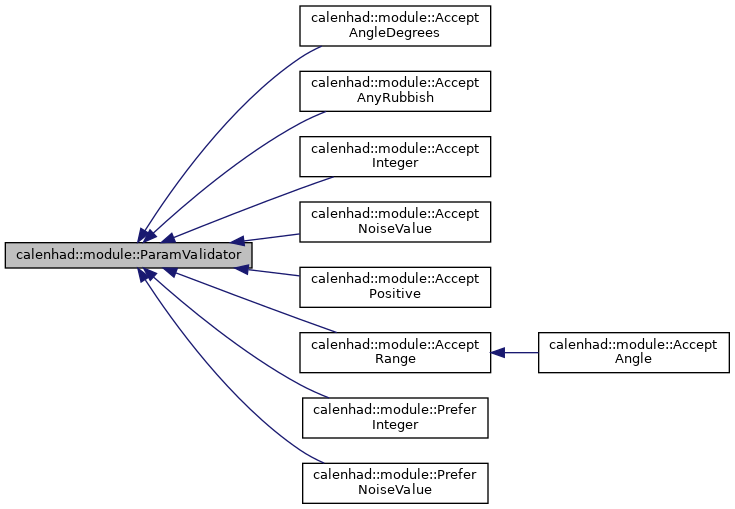 calenhad::module::Accept
AngleDegrees
calenhad::module::Accept
AnyRubbish
calenhad::module::Accept
Integer
calenhad::module::Accept
NoiseValue
calenhad::module::ParamValidator
calenhad::module::Accept
Positive
calenhad::module::Accept
Range
calenhad::module::Accept
Angle
calenhad::module::Prefer
Integer
calenhad::module::Prefer
NoiseValue